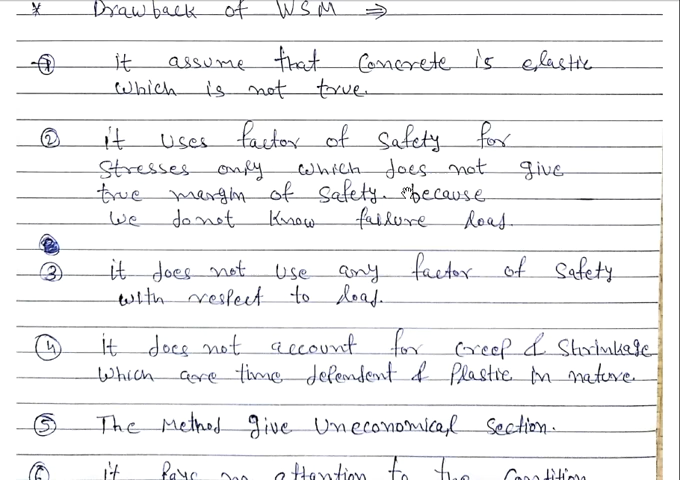 * Drawback of WSM ⇒
① it assume that Concrete is elastic
which is not true.
② it uses factor of Safety for
Stresses only which does not give
true margin of Safety. because
we donot Know failure load.
③ it does not use any factor of Safety
with respect to load.
④ it does not account for Creep & Shrinkage
which are time dependent & Plastic in nature.
⑤ The Method give Uneconomical Section.
⑥ it Pays no attention to the Condition